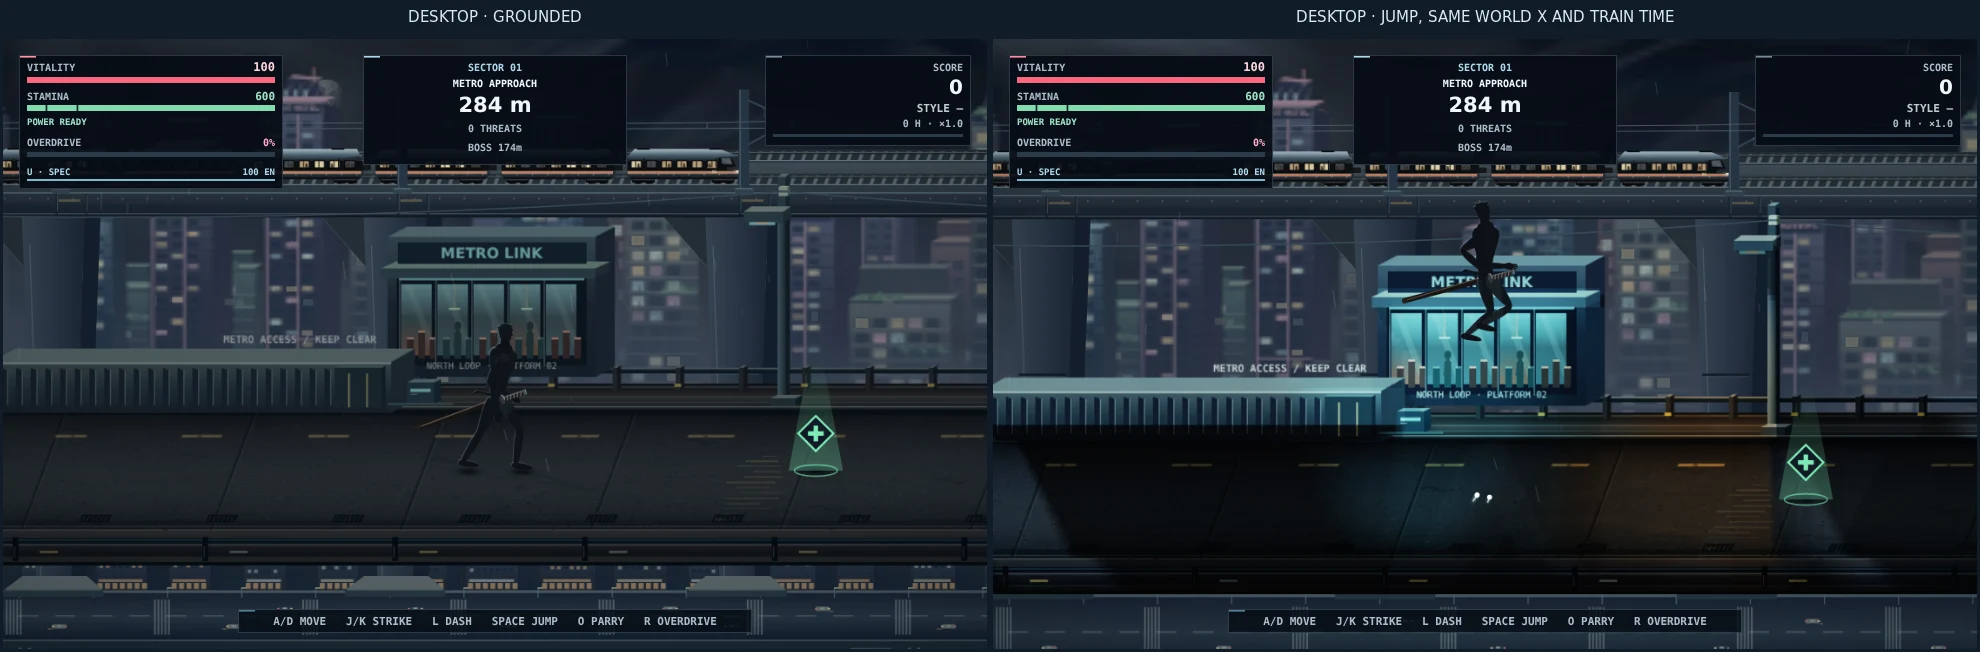 DESKTOP · GROUNDED
VITALITY 100
STAMINA 600
POWER READY
OVERDRIVE 0%
U · SPEC 100 EN
SECTOR 01
METRO APPROACH
284 m
0 THREATS
BOSS 174m
SCORE
0
STYLE —
0 H · ×1.0
METRO LINK
METRO ACCESS / KEEP CLEAR
NORTH LOOP TFORM 02
A/D MOVE J/K STRIKE L DASH SPACE JUMP O PARRY R OVERDRIVE
DESKTOP · JUMP, SAME WORLD X AND TRAIN TIME
VITALITY 100
STAMINA 600
POWER READY
OVERDRIVE 0%
U · SPEC 100 EN
SECTOR 01
METRO APPROACH
284 m
0 THREATS
BOSS 174m
SCORE
0
STYLE —
0 H · ×1.0
METR INK
METRO ACCESS / KEEP CLEAR
NORTH LOOP · PLATFORM 02
A/D MOVE J/K STRIKE L DASH SPACE JUMP O PARRY R OVERDRIVE